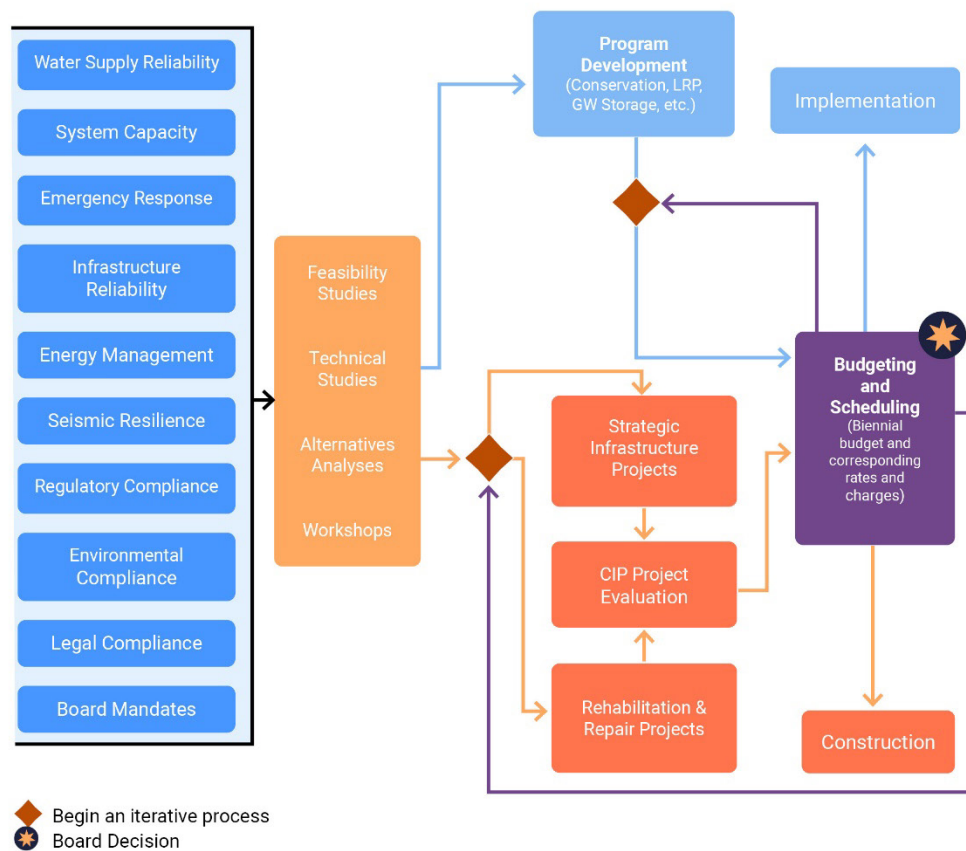 Water Supply Reliability
System Capacity
Emergency Response
Infrastructure
Reliability
Energy Management
Seismic Resilience
Regulatory Compliance
Environmental
Compliance
Legal Compliance
Board Mandates
Feasibility
Studies
Technical
Studies
Alternatives
Analyses
Workshops
Program
Development
(Conservation, LRP,
GW Storage, etc.)
Implementation
Strategic
Infrastructure
Projects
CIP Project
Evaluation
Rehabilitation &
Repair Projects
Budgeting
and
Scheduling
(Biennial
budget and
corresponding
rates and
charges)
Construction
Begin an iterative process
Board Decision